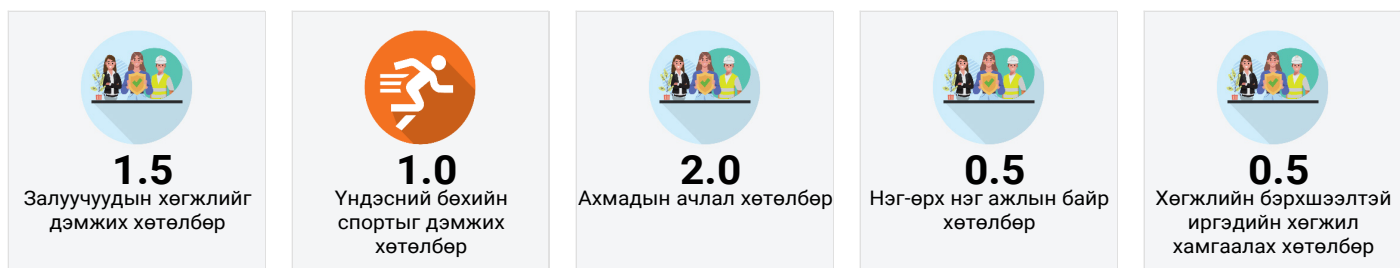 1.5
Залуучуудын хөгжлийг
дэмжих хөтөлбөр
1.0
Үндэсний бөхийн
спортыг дэмжих
хөтөлбөр
2.0
Ахмадын ачлал хөтөлбөр
0.5
Нэг-өрх нэг ажлын байр
хөтөлбөр
0.5
Хөгжлийн бэрхшээлтэй
иргэдийн хөгжил
хамгаалах хөтөлбөр